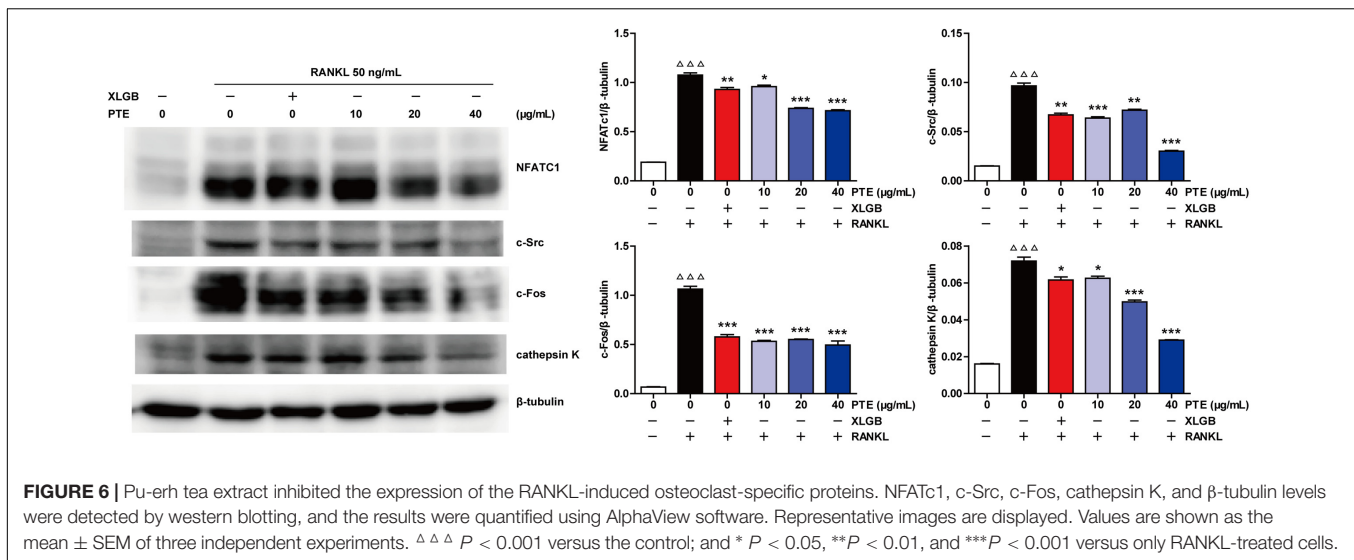 RANKL 50 ng/mL
XLGB – – + – – –
PTE 0 0 0 10 20 40 (μg/mL)
NFATC1
c-Src
c-Fos
cathepsin K
β-tubulin
NFATc1/β -tubulin
1.5
1.0
0.5
0.0
△△△ ** * *** ***
0 0 0 10 20 40 PTE (μg/mL)
– – + – – – XLGB
– + + + + + RANKL
c-Src/β -tubulin
0.15
0.10
0.05
0.00
△△△ ** *** ** ***
0 0 0 10 20 40 PTE (μg/mL)
– – + – – – XLGB
– + + + + + RANKL
c-Fos/β -tubulin
1.5
1.0
0.5
0.0
△△△ *** *** *** ***
0 0 0 10 20 40 PTE (μg/mL)
– – + – – – XLGB
– + + + + + RANKL
cathepsin K/β -tubulin
0.08
0.06
0.04
0.02
0.00
△△△ * * *** ***
0 0 0 10 20 40 PTE (μg/mL)
– – + – – – XLGB
– + + + + + RANKL
FIGURE 6 | Pu-erh tea extract inhibited the expression of the RANKL-induced osteoclast-specific proteins. NFATc1, c-Src, c-Fos, cathepsin K, and β-tubulin levels
were detected by western blotting, and the results were quantified using AlphaView software. Representative images are displayed. Values are shown as the
mean ± SEM of three independent experiments. △△△ P < 0.001 versus the control; and * P < 0.05, **P < 0.01, and ***P < 0.001 versus only RANKL-treated cells.